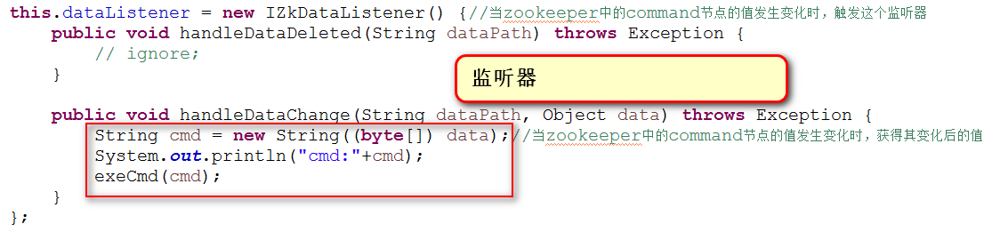 this.dataListener = new IZkDataListener() {//当zookeeper中的command节点的值发生变化时，触发这个监听器
public void handleDataDeleted(String dataPath) throws Exception {
// ignore;
}
监听器
public void handleDataChange(String dataPath, Object data) throws Exception {
String cmd = new String((byte[]) data);//当zookeeper中的command节点的值发生变化时，获得其变化后的值
System.out.println("cmd:"+cmd);
exeCmd(cmd);
}
};